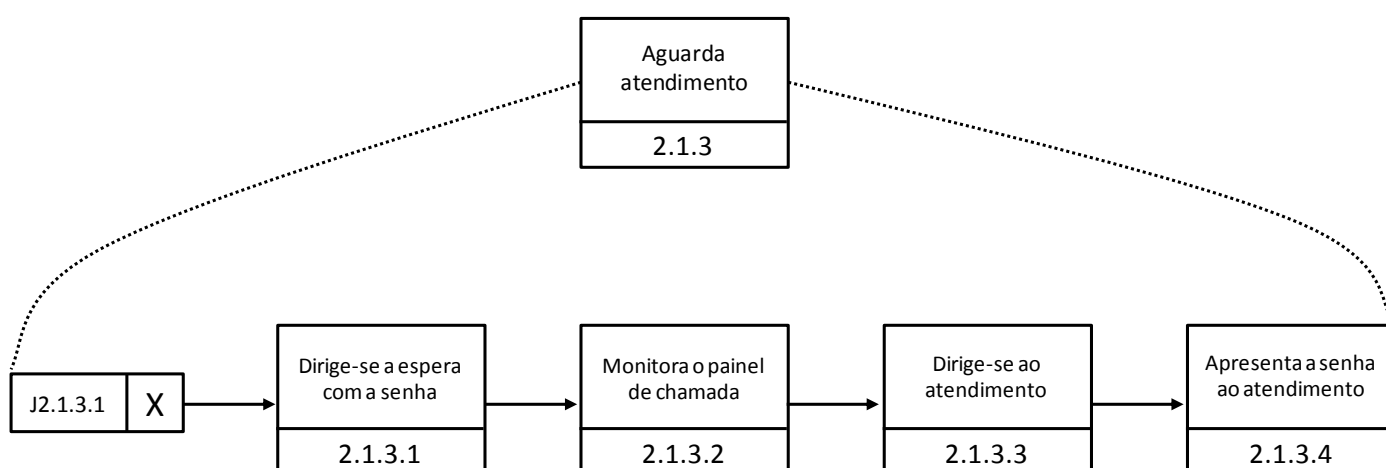 Aguarda
atendimento
2.1.3
J2.1.3.1
X
Dirige-se a espera
com a senha
2.1.3.1
Monitora o painel
de chamada
2.1.3.2
Dirige-se ao
atendimento
2.1.3.3
Apresenta a senha
ao atendimento
2.1.3.4